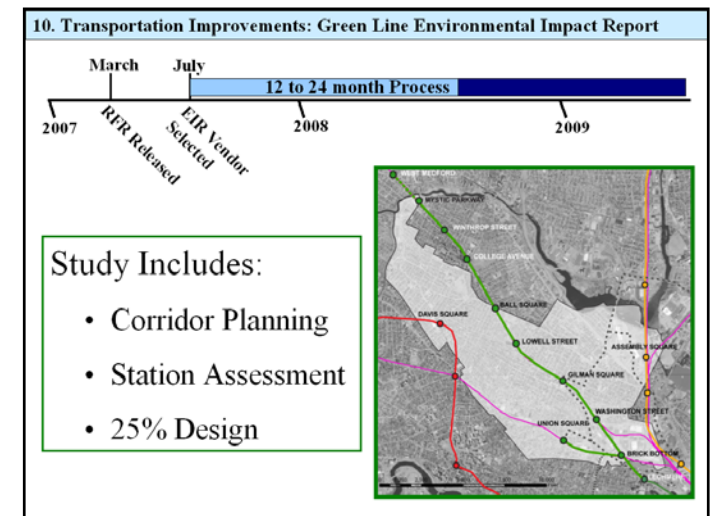 10. Transportation Improvements: Green Line Environmental Impact Report
March
July
12 to 24 month Process
2007
2008
2009
RFR Released
EIR Vendor
Selected
Study Includes:
• Corridor Planning
• Station Assessment
• 25% Design
WEST MEDFORD
MYSTIC PARKWAY
WINTHROP STREET
COLLEGE AVENUE
BALL SQUARE
DAVIS SQUARE
LOWELL STREET
ASSEMBLY SQUARE
GILMAN SQUARE
WASHINGTON STREET
UNION SQUARE
BRICK BOTTOM
LECHMERE